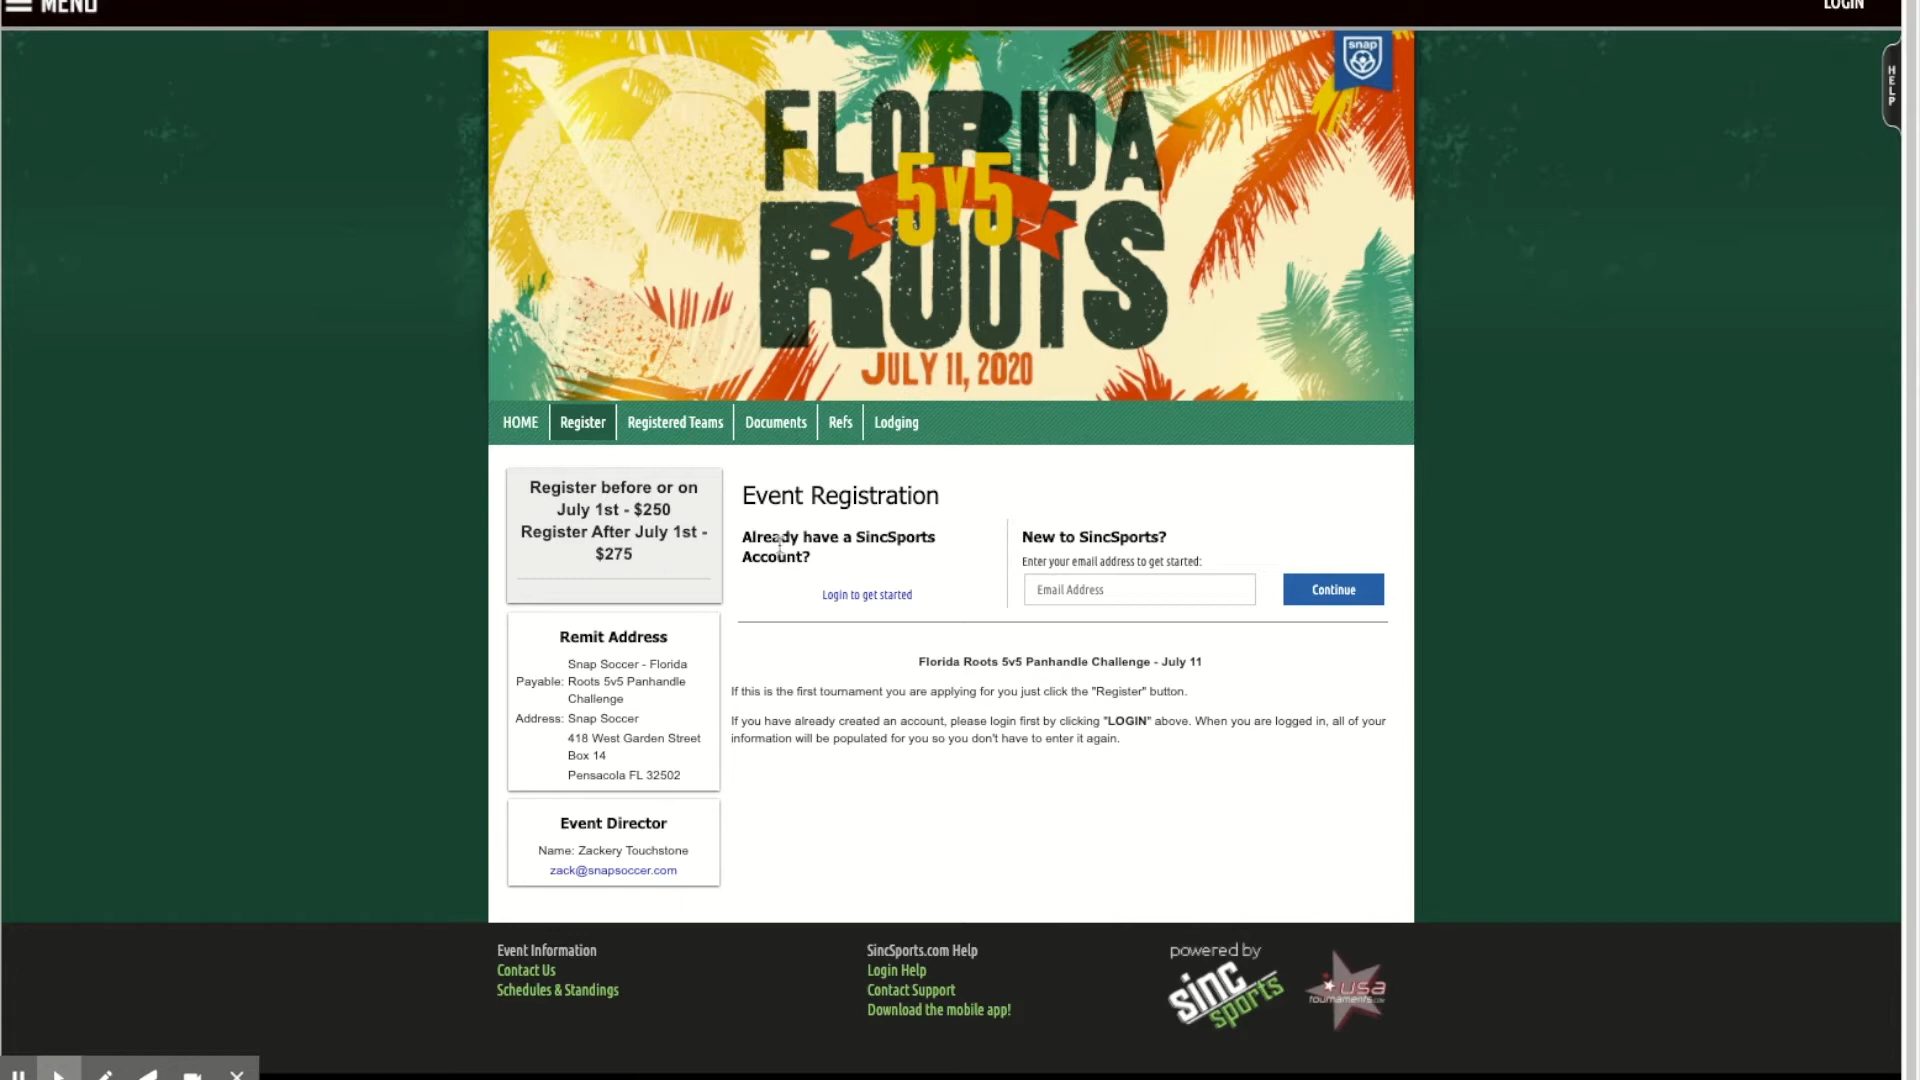 MENU
LOGIN
HELP
snap
FLORIDA
5v5
ROOTS
JULY 11, 2020
HOME
Register
Registered Teams
Documents
Refs
Lodging
Register before or on
July 1st - $250
Register After July 1st -
$275
Event Registration
Already have a SincSports
Account?
Login to get started
New to SincSports?
Enter your email address to get started:
Email Address
Continue
Remit Address
Snap Soccer - Florida
Payable: Roots 5v5 Panhandle
Challenge
Address: Snap Soccer
418 West Garden Street
Box 14
Pensacola FL 32502
Florida Roots 5v5 Panhandle Challenge - July 11
If this is the first tournament you are applying for you just click the "Register" button.
If you have already created an account, please login first by clicking "LOGIN" above. When you are logged in, all of your
information will be populated for you so you don't have to enter it again.
Event Director
Name: Zackery Touchstone
zack@snapsoccer.com
Event Information
Contact Us
Schedules & Standings
SincSports.com Help
Login Help
Contact Support
Download the mobile app!
powered by
sinc
sports
usa
tournaments.com